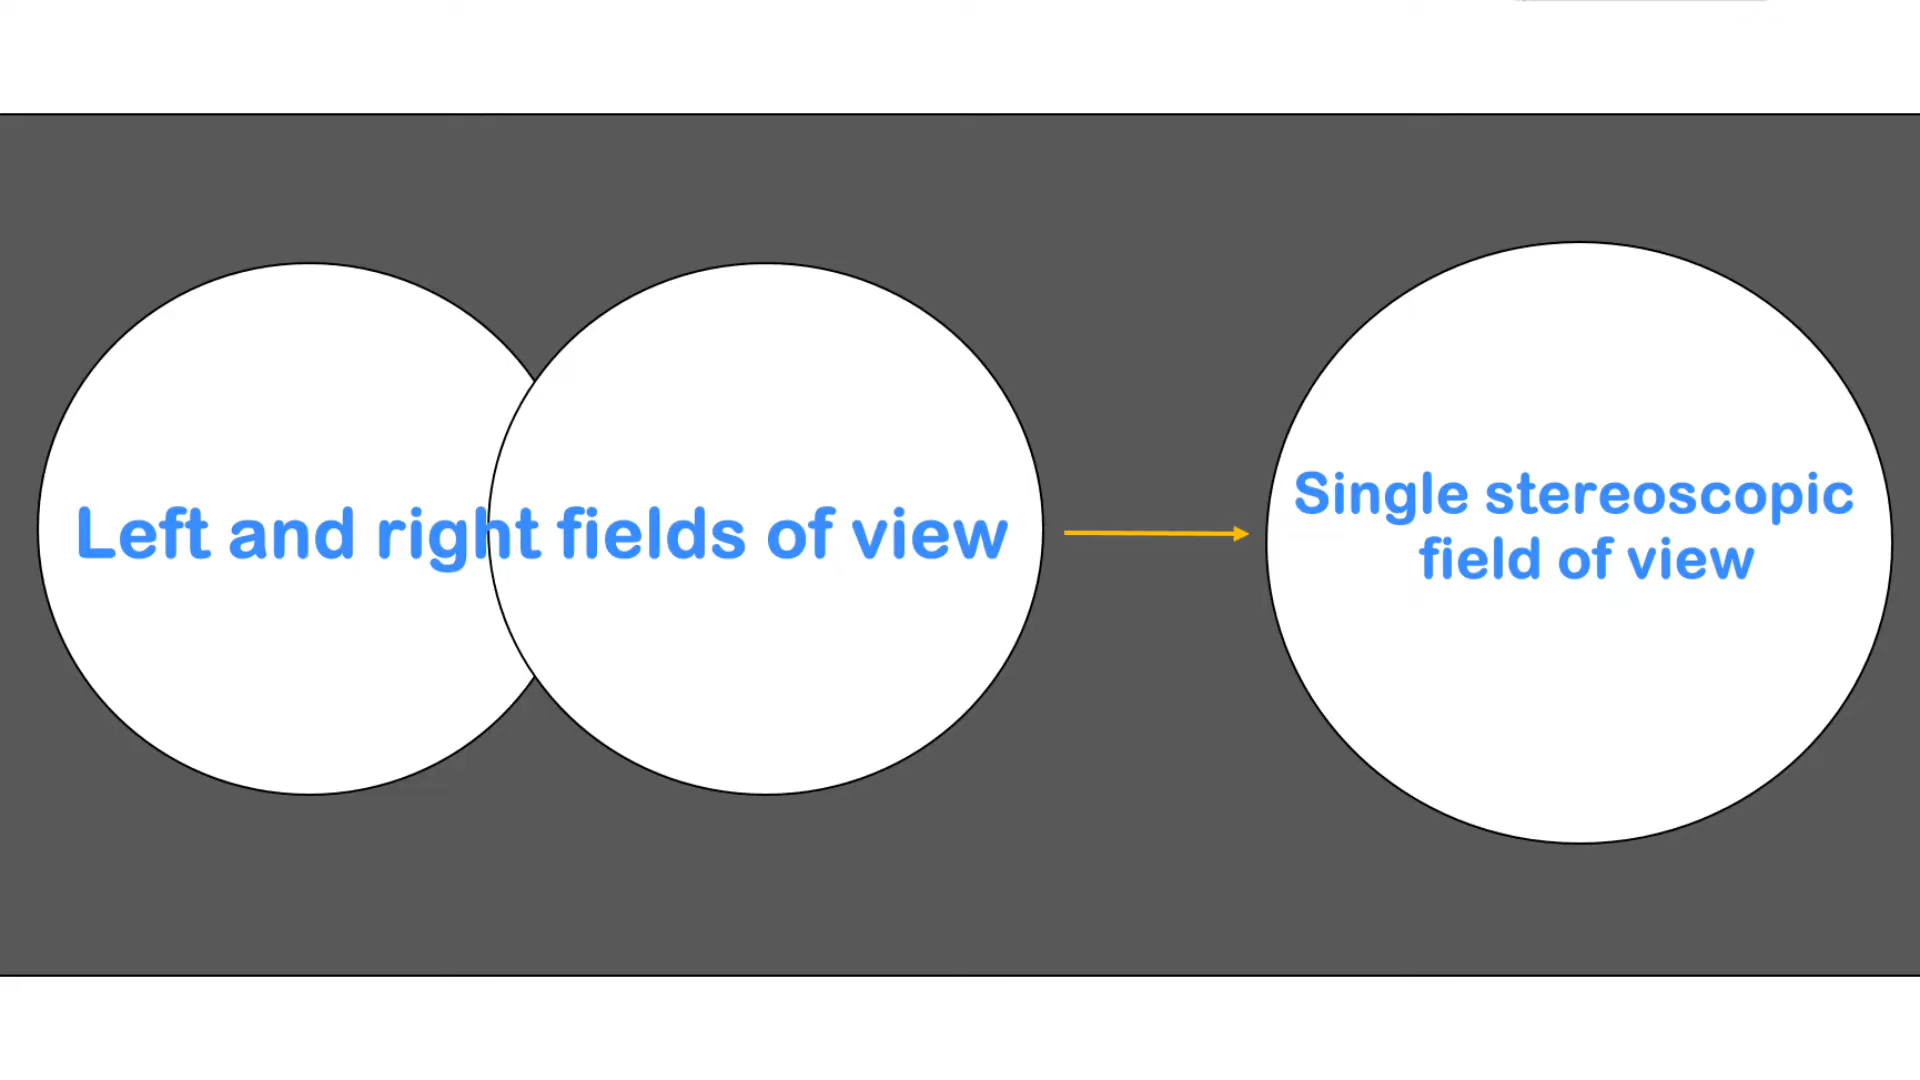 Left and right fields of view
Single stereoscopic
field of view